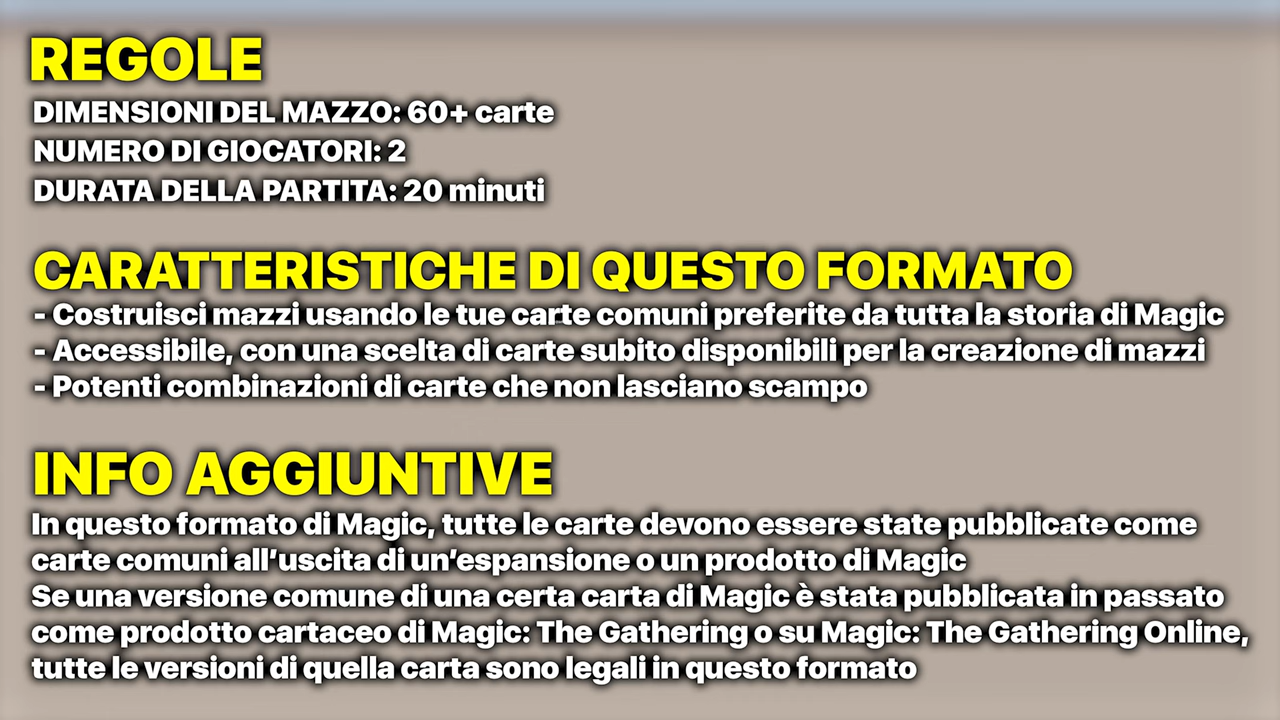 REGOLE
DIMENSIONI DEL MAZZO: 60+ carte
NUMERO DI GIOCATORI: 2
DURATA DELLA PARTITA: 20 minuti
CARATTERISTICHE DI QUESTO FORMATO
- Costruisci mazzi usando le tue carte comuni preferite da tutta la storia di Magic
- Accessibile, con una scelta di carte subito disponibili per la creazione di mazzi
- Potenti combinazioni di carte che non lasciano scampo
INFO AGGIUNTIVE
In questo formato di Magic, tutte le carte devono essere state pubblicate come
carte comuni all’uscita di un’espansione o un prodotto di Magic
Se una versione comune di una certa carta di Magic è stata pubblicata in passato
come prodotto cartaceo di Magic: The Gathering o su Magic: The Gathering Online,
tutte le versioni di quella carta sono legali in questo formato